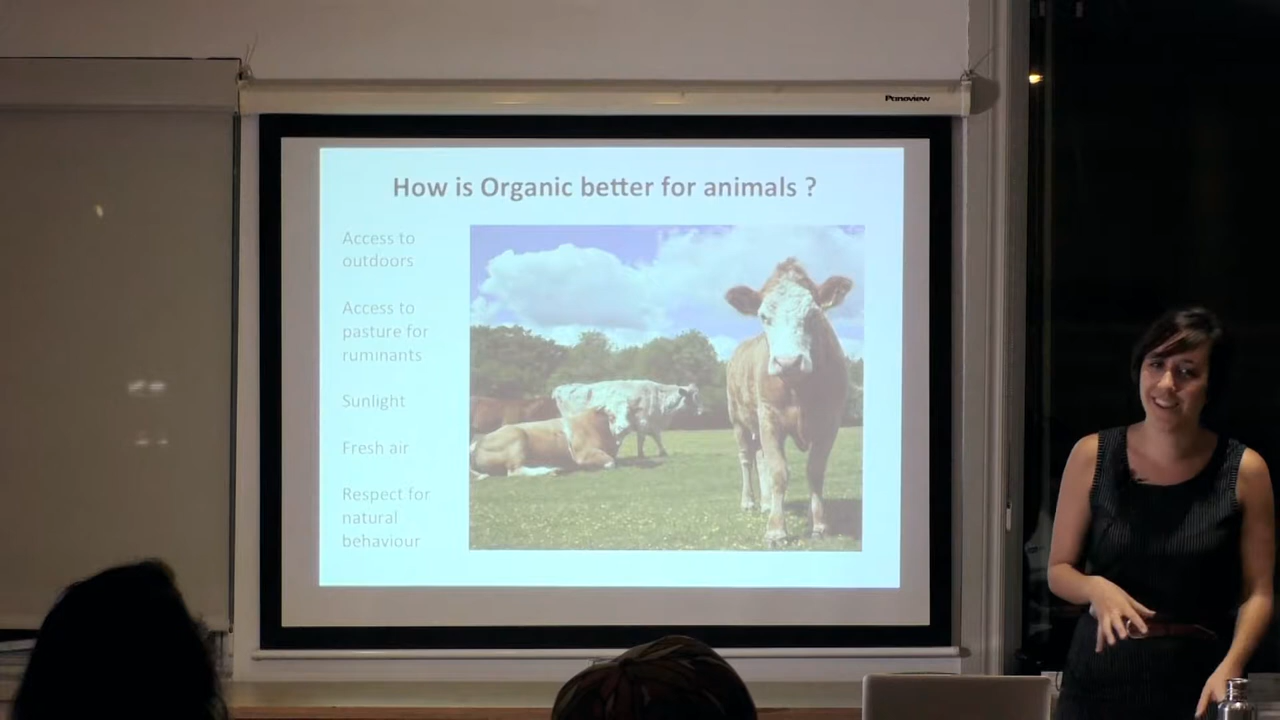 Panoview
How is Organic better for animals ?
Access to
outdoors
Access to
pasture for
ruminants
Sunlight
Fresh air
Respect for
natural
behaviour